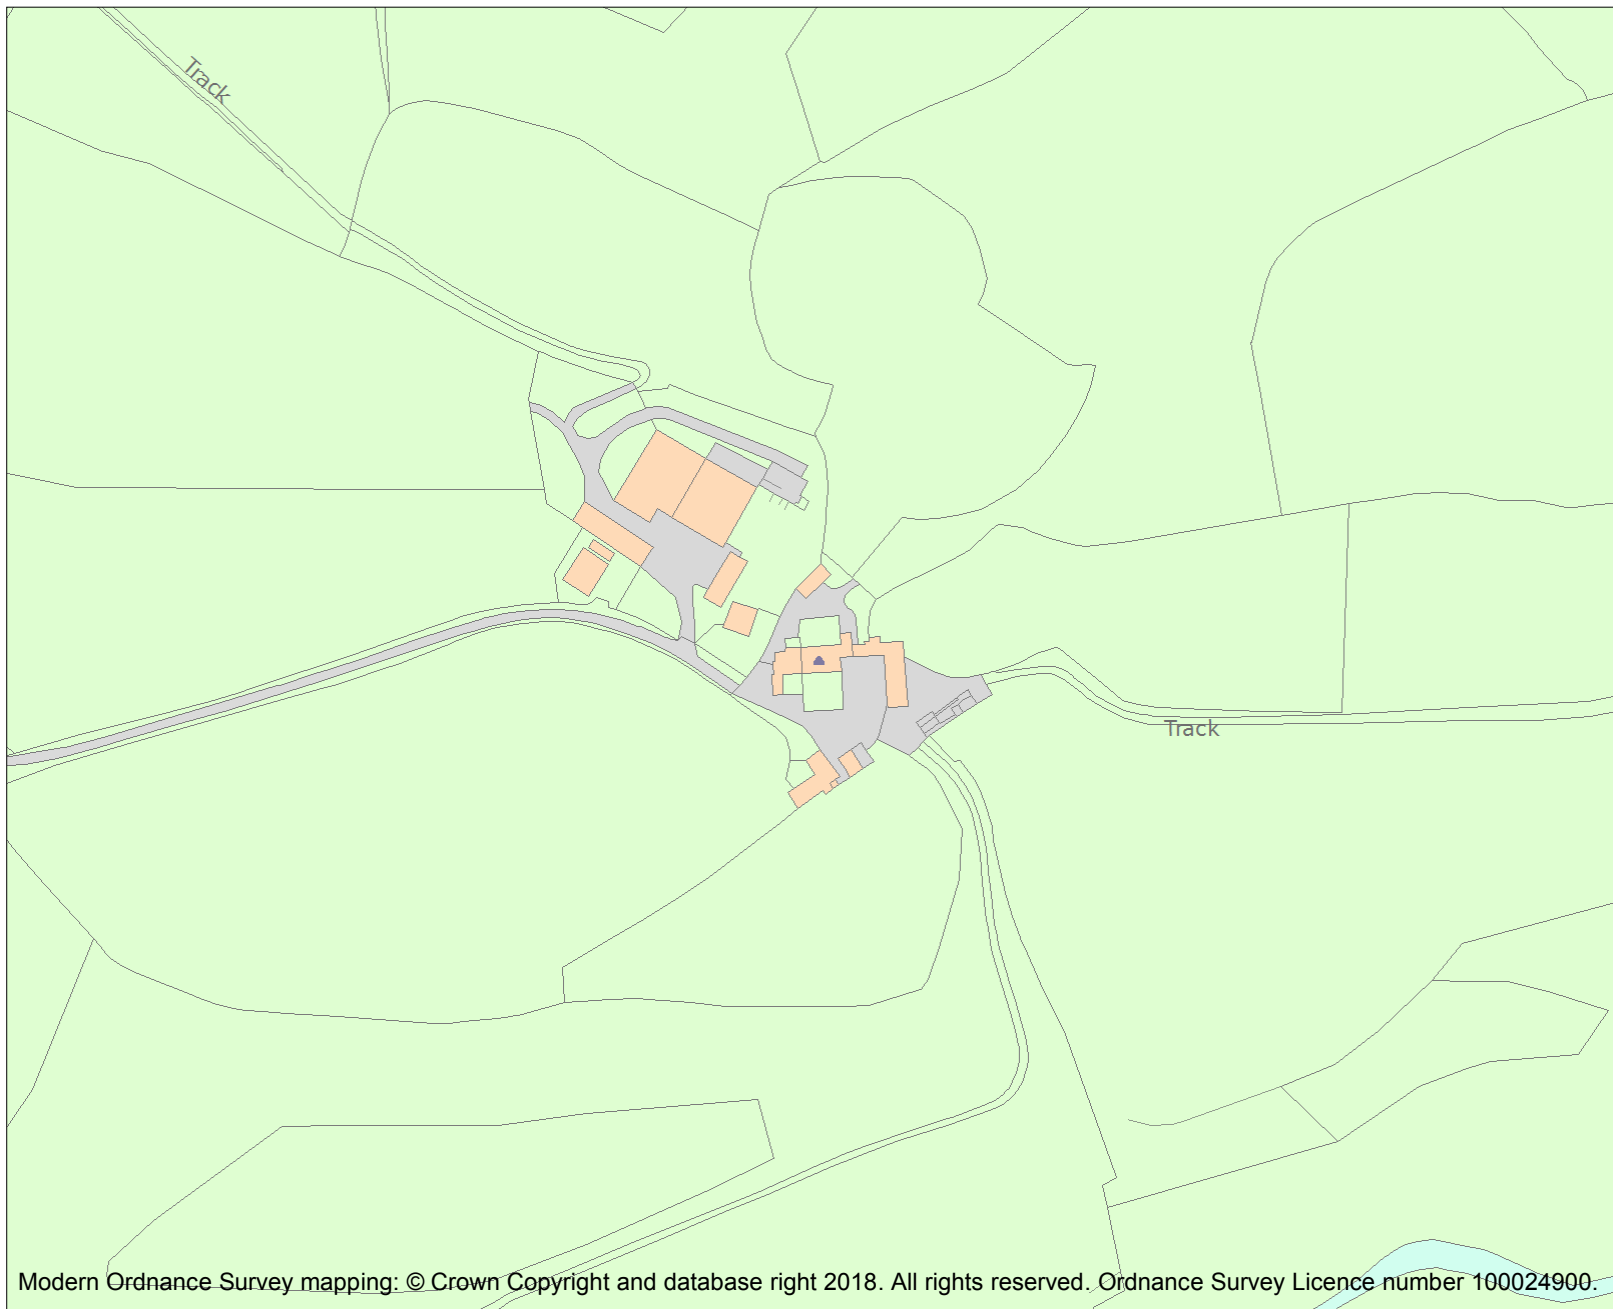 Track
Track
Modern Ordnance Survey mapping: © Crown Copyright and database right 2018. All rights reserved. Ordnance Survey Licence number 100024900.